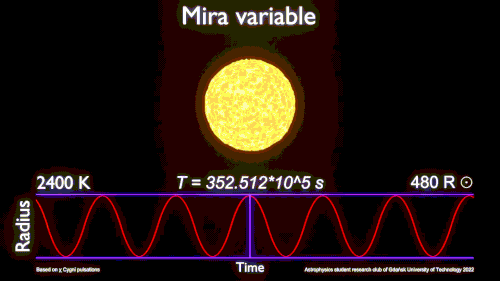 Mira variable
2400 K
T = 352.512*10^5 s
480 R ☉
Radius
Time
Based on χ Cygni pulsations
Astrophysics student research club of Gdańsk University of Technology 2022